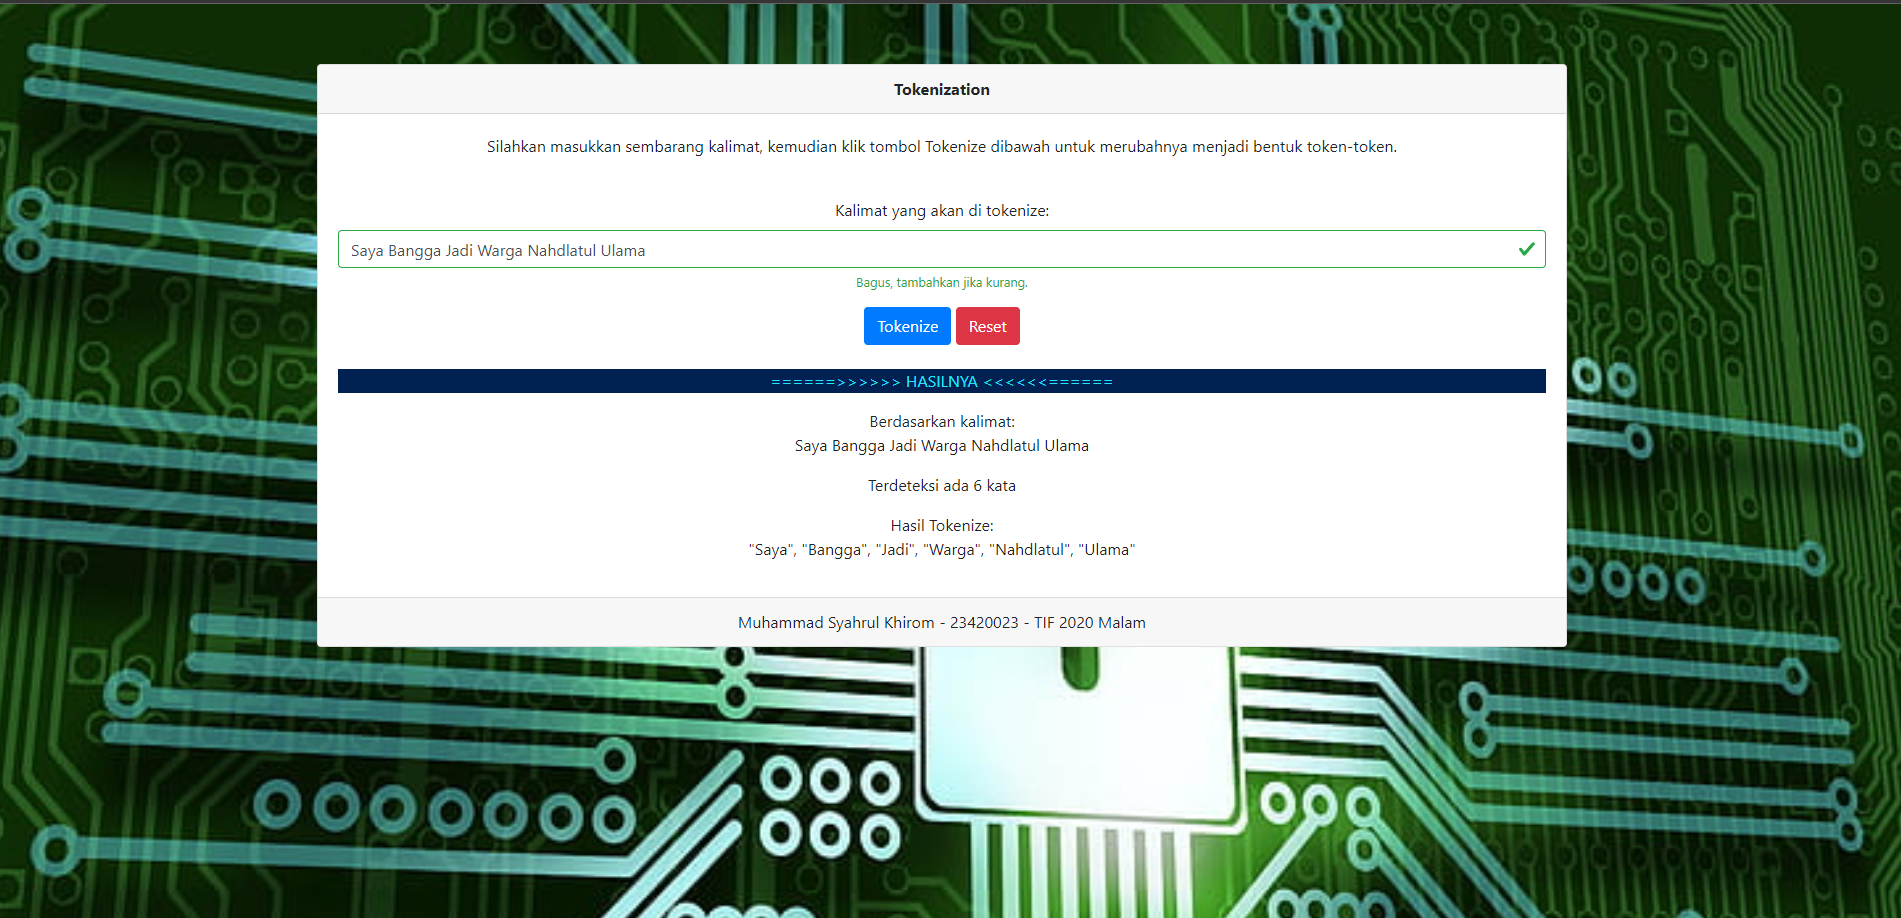 Tokenization
Silahkan masukkan sembarang kalimat, kemudian klik tombol Tokenize dibawah untuk merubahnya menjadi bentuk token-token.
Kalimat yang akan di tokenize:
Saya Bangga Jadi Warga Nahdlatul Ulama
Bagus, tambahkan jika kurang.
Tokenize Reset
======>>>>>> HASILNYA <<<<<<======
Berdasarkan kalimat:
Saya Bangga Jadi Warga Nahdlatul Ulama
Terdeteksi ada 6 kata
Hasil Tokenize:
"Saya", "Bangga", "Jadi", "Warga", "Nahdlatul", "Ulama"
Muhammad Syahrul Khirom - 23420023 - TIF 2020 Malam